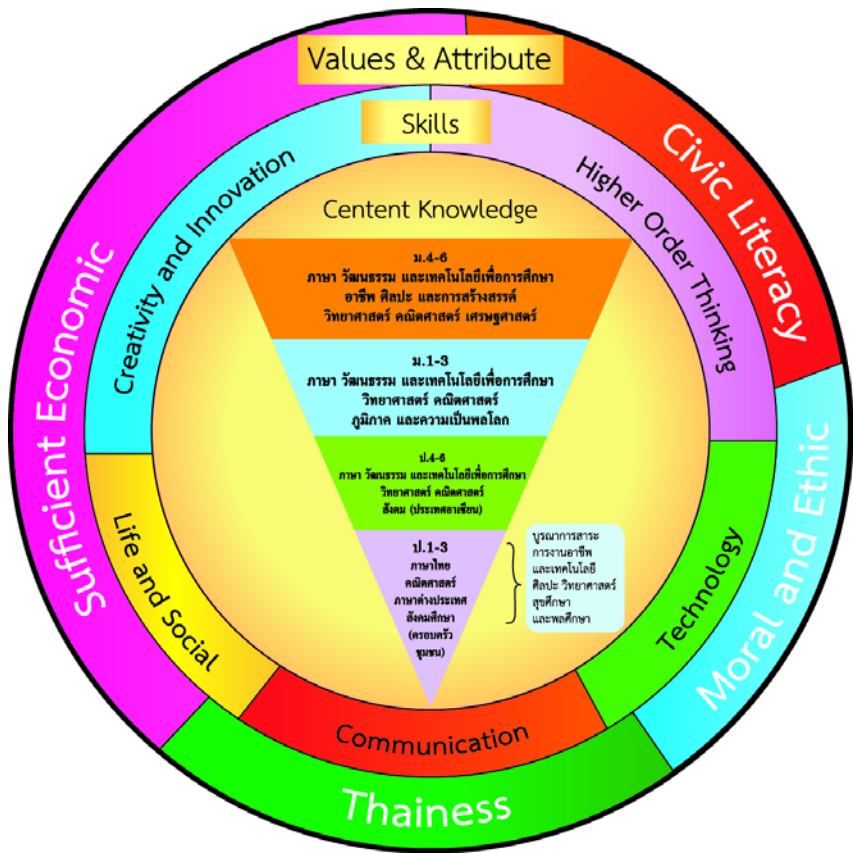 Values & Attribute
Skills
Centent Knowledge
Civic Literacy
Moral and Ethic
Thainess
Sufficient Economic
Higher Order Thinking
Technology
Communication
Life and Social
Creativity and Innovation
ม.4-6
ภาษา วัฒนธรรม และเทคโนโลยีเพื่อการศึกษา
อาชีพ ศิลปะ และการสร้างสรรค์
วิทยาศาสตร์ คณิตศาสตร์ เศรษฐศาสตร์
ม.1-3
ภาษา วัฒนธรรม และเทคโนโลยีเพื่อการศึกษา
วิทยาศาสตร์ คณิตศาสตร์
ภูมิภาค และความเป็นพลโลก
ป.4-6
ภาษา วัฒนธรรม และเทคโนโลยีเพื่อการศึกษา
วิทยาศาสตร์ คณิตศาสตร์
สังคม (ประเทศอาเซียน)
ป.1-3
ภาษาไทย
คณิตศาสตร์
ภาษาต่างประเทศ
สังคมศึกษา
(ครอบครัว
ชุมชน)
บูรณาการสาระ
การงานอาชีพ
และเทคโนโลยี
ศิลปะ วิทยาศาสตร์
สุขศึกษา
และพลศึกษา